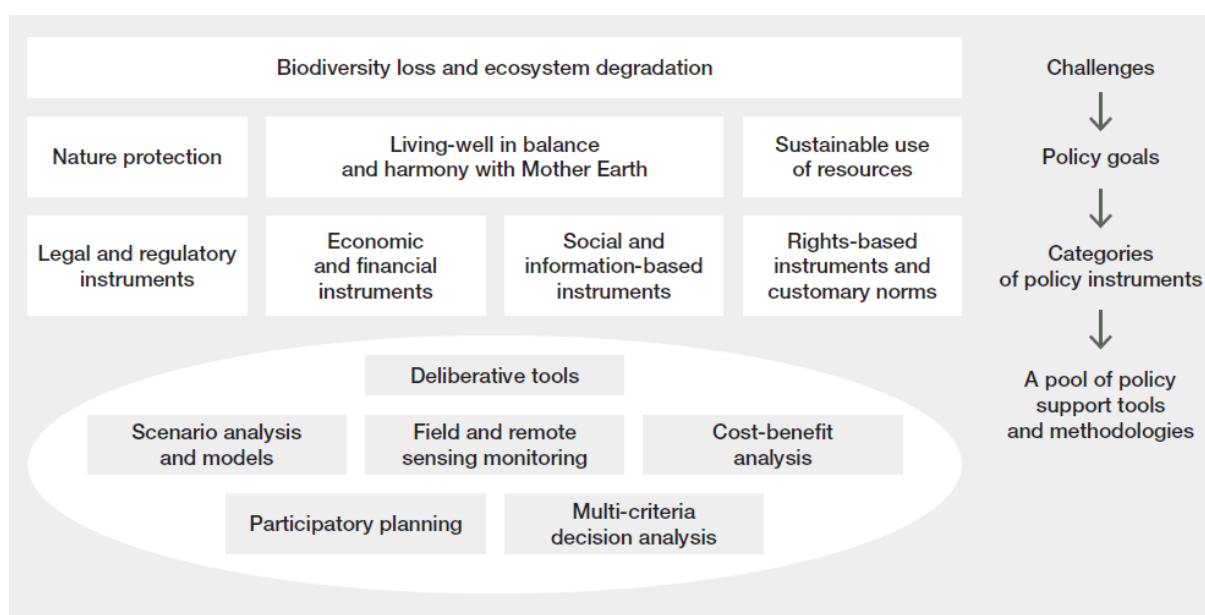 Biodiversity loss and ecosystem degradation
Challenges
Nature protection
Living-well in balance
and harmony with Mother Earth
Sustainable use
of resources
Policy goals
Legal and regulatory
instruments
Economic
and financial
instruments
Social and
information-based
instruments
Rights-based
instruments and
customary norms
Categories
of policy instruments
Deliberative tools
Scenario analysis
and models
Field and remote
sensing monitoring
Cost-benefit
analysis
Participatory planning
Multi-criteria
decision analysis
A pool of policy
support tools
and methodologies